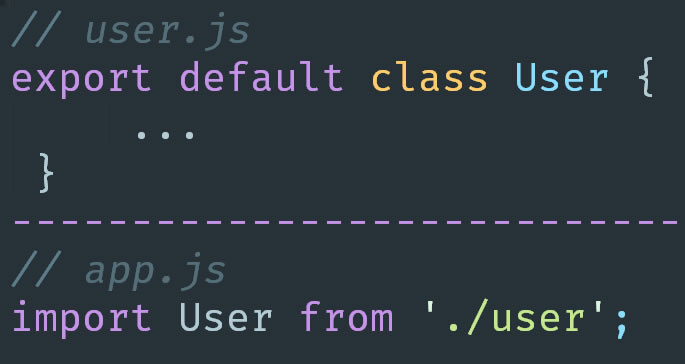 // user.js
export default class User {
...
}
-----------------------------
// app.js
import User from './user';